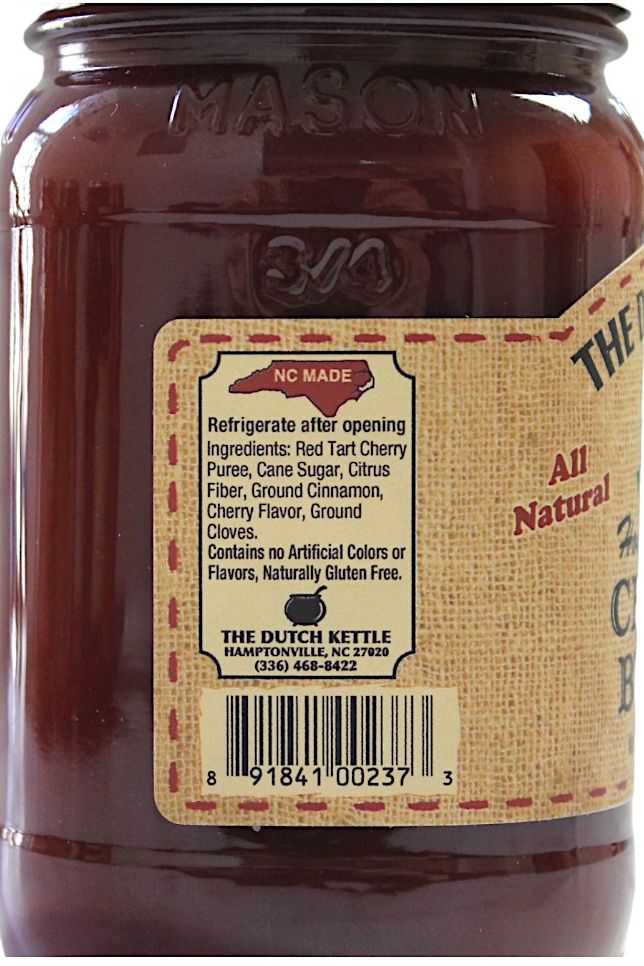 MASON
3/4
NC MADE
Refrigerate after opening
Ingredients: Red Tart Cherry
Puree, Cane Sugar, Citrus
Fiber, Ground Cinnamon,
Cherry Flavor, Ground
Cloves.
Contains no Artificial Colors or
Flavors, Naturally Gluten Free.
THE DUTCH KETTLE
HAMPTONVILLE, NC 27020
(336) 468-8422
8 91841 00237 3
THE
All
Natural